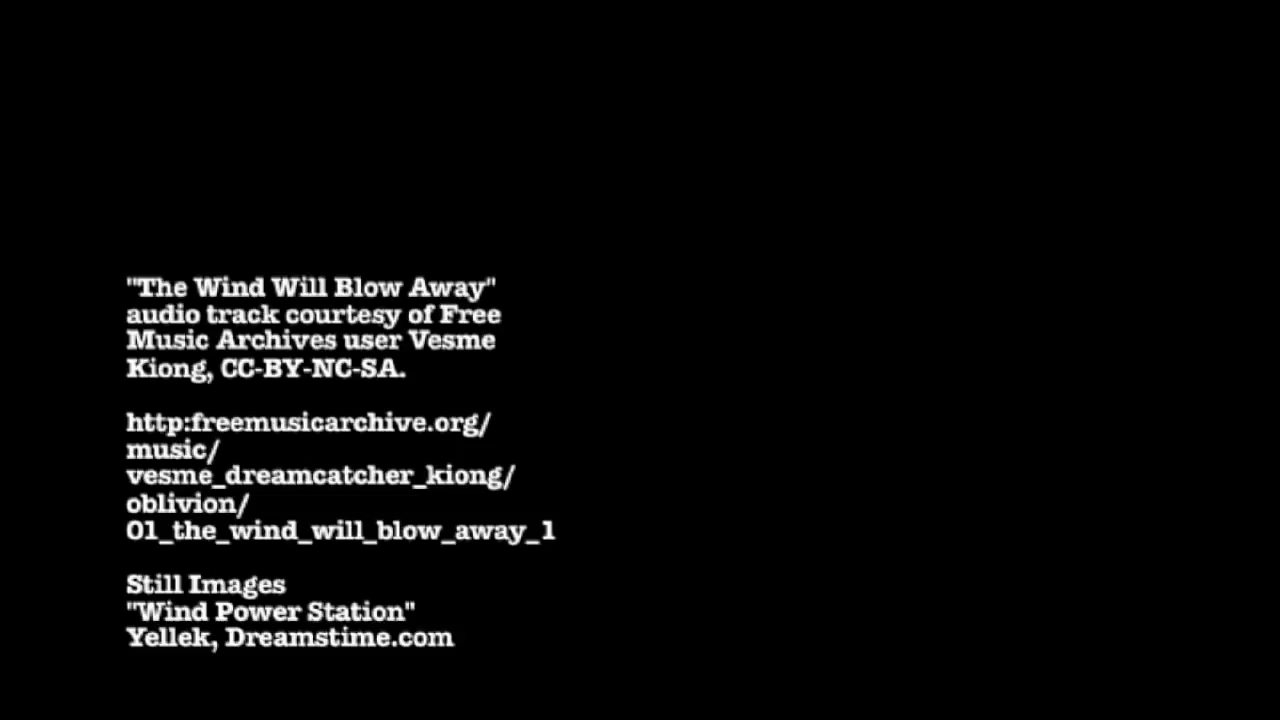 "The Wind Will Blow Away"
audio track courtesy of Free
Music Archives user Vesme
Kiong, CC-BY-NC-SA.
http:freemusicarchive.org/
music/
vesme_dreamcatcher_kiong/
oblivion/
01_the_wind_will_blow_away_1
Still Images
"Wind Power Station"
Yellek, Dreamstime.com